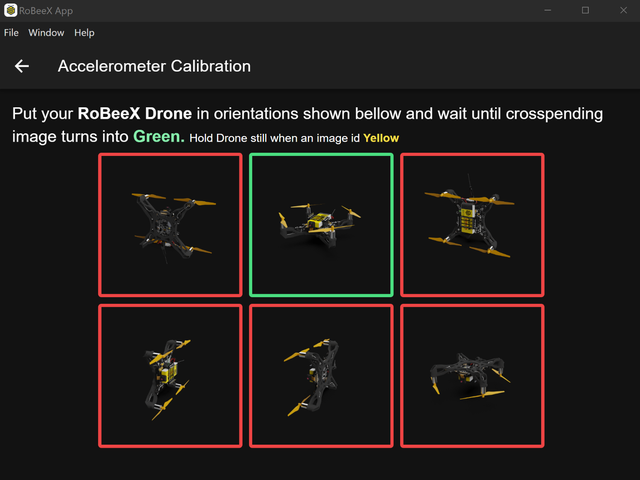 RoBeeX App
File Window Help
Accelerometer Calibration
Put your RoBeeX Drone in orientations shown bellow and wait until crosspending
image turns into Green. Hold Drone still when an image id Yellow